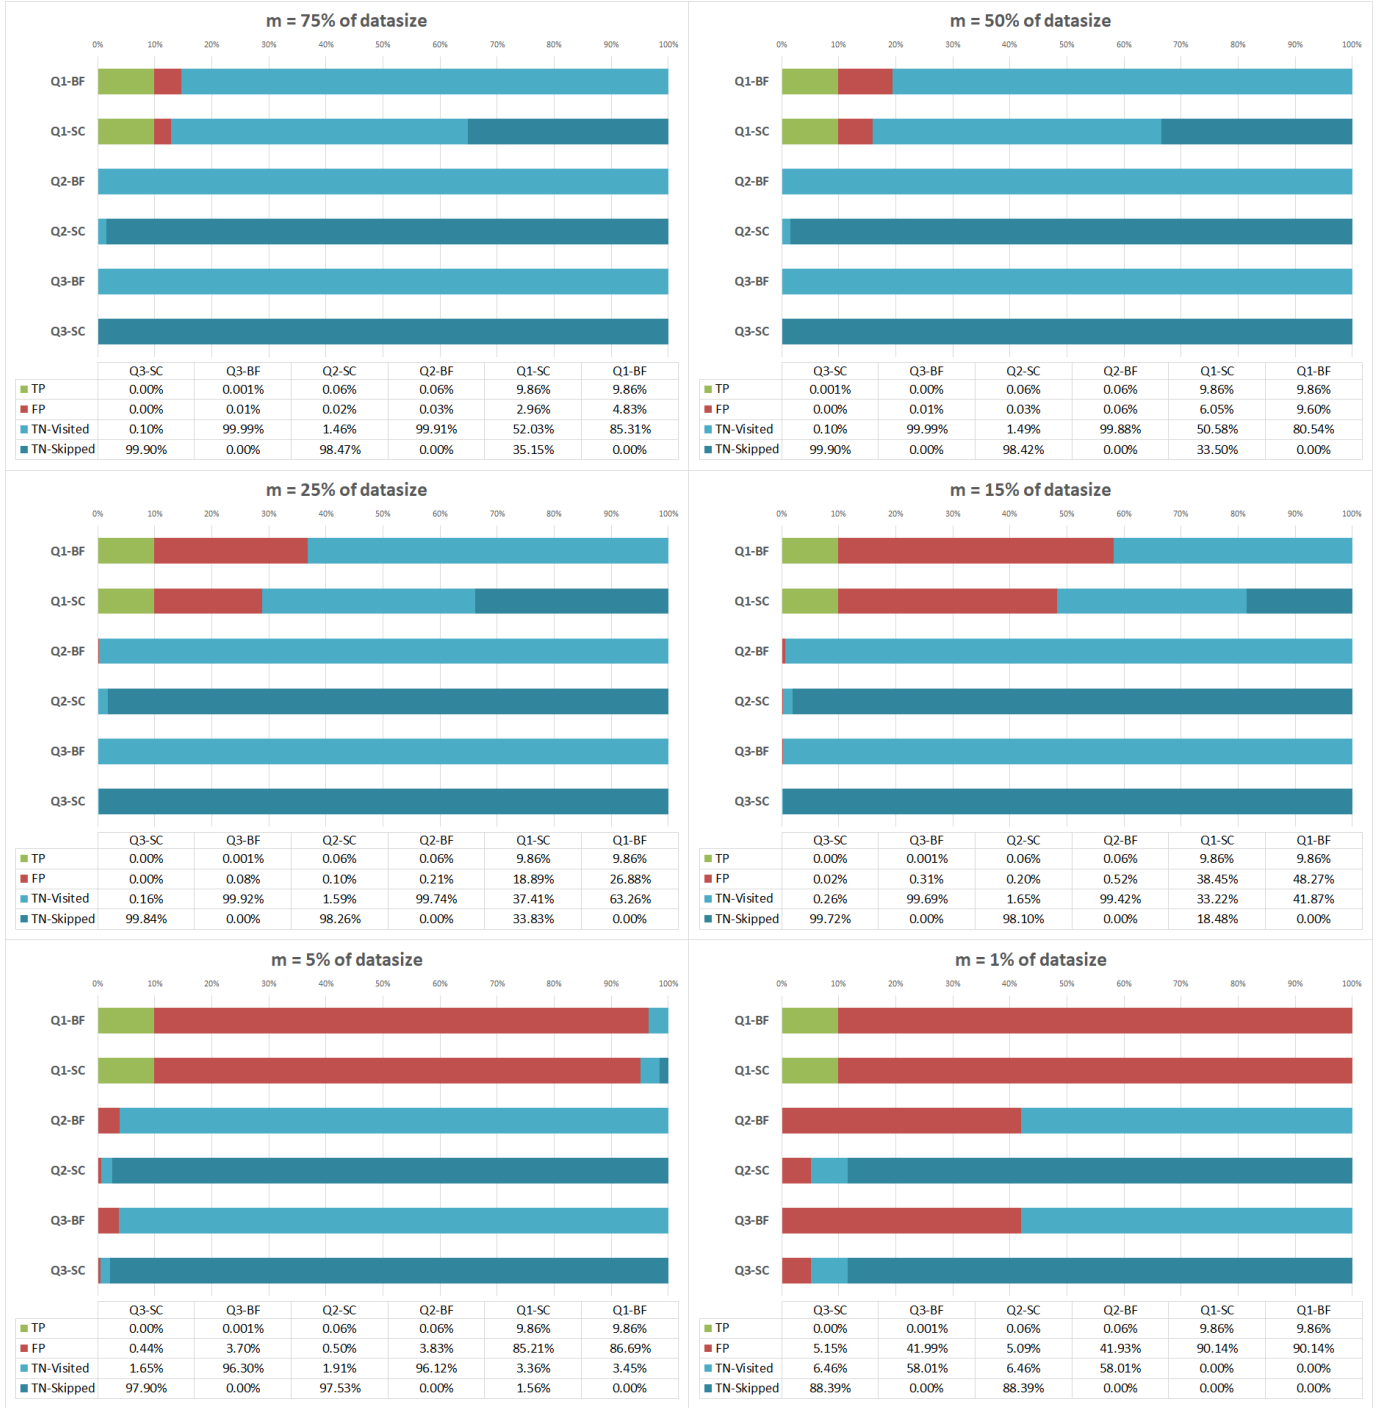 m = 75% of datasize
0% 10% 20% 30% 40% 50% 60% 70% 80% 90% 100%
Q1-BF
Q1-SC
Q2-BF
Q2-SC
Q3-BF
Q3-SC
Q3-SC Q3-BF Q2-SC Q2-BF Q1-SC Q1-BF
TP 0.00% 0.001% 0.06% 0.06% 9.86% 9.86%
FP 0.00% 0.01% 0.02% 0.03% 2.96% 4.83%
TN-Visited 0.10% 99.99% 1.46% 99.91% 52.03% 85.31%
TN-Skipped 99.90% 0.00% 98.47% 0.00% 35.15% 0.00%
m = 50% of datasize
0% 10% 20% 30% 40% 50% 60% 70% 80% 90% 100%
Q1-BF
Q1-SC
Q2-BF
Q2-SC
Q3-BF
Q3-SC
Q3-SC Q3-BF Q2-SC Q2-BF Q1-SC Q1-BF
TP 0.001% 0.00% 0.06% 0.06% 9.86% 9.86%
FP 0.00% 0.01% 0.03% 0.06% 6.05% 9.60%
TN-Visited 0.10% 99.99% 1.49% 99.88% 50.58% 80.54%
TN-Skipped 99.90% 0.00% 98.42% 0.00% 33.50% 0.00%
m = 25% of datasize
0% 10% 20% 30% 40% 50% 60% 70% 80% 90% 100%
Q1-BF
Q1-SC
Q2-BF
Q2-SC
Q3-BF
Q3-SC
Q3-SC Q3-BF Q2-SC Q2-BF Q1-SC Q1-BF
TP 0.00% 0.001% 0.06% 0.06% 9.86% 9.86%
FP 0.00% 0.08% 0.10% 0.21% 18.89% 26.88%
TN-Visited 0.16% 99.92% 1.59% 99.74% 37.41% 63.26%
TN-Skipped 99.84% 0.00% 98.26% 0.00% 33.83% 0.00%
m = 15% of datasize
0% 10% 20% 30% 40% 50% 60% 70% 80% 90% 100%
Q1-BF
Q1-SC
Q2-BF
Q2-SC
Q3-BF
Q3-SC
Q3-SC Q3-BF Q2-SC Q2-BF Q1-SC Q1-BF
TP 0.00% 0.001% 0.06% 0.06% 9.86% 9.86%
FP 0.02% 0.31% 0.20% 0.52% 38.45% 48.27%
TN-Visited 0.26% 99.69% 1.65% 99.42% 33.22% 41.87%
TN-Skipped 99.72% 0.00% 98.10% 0.00% 18.48% 0.00%
m = 5% of datasize
0% 10% 20% 30% 40% 50% 60% 70% 80% 90% 100%
Q1-BF
Q1-SC
Q2-BF
Q2-SC
Q3-BF
Q3-SC
Q3-SC Q3-BF Q2-SC Q2-BF Q1-SC Q1-BF
TP 0.00% 0.001% 0.06% 0.06% 9.86% 9.86%
FP 0.44% 3.70% 0.50% 3.83% 85.21% 86.69%
TN-Visited 1.65% 96.30% 1.91% 96.12% 3.36% 3.45%
TN-Skipped 97.90% 0.00% 97.53% 0.00% 1.56% 0.00%
m = 1% of datasize
0% 10% 20% 30% 40% 50% 60% 70% 80% 90% 100%
Q1-BF
Q1-SC
Q2-BF
Q2-SC
Q3-BF
Q3-SC
Q3-SC Q3-BF Q2-SC Q2-BF Q1-SC Q1-BF
TP 0.00% 0.001% 0.06% 0.06% 9.86% 9.86%
FP 5.15% 41.99% 5.09% 41.93% 90.14% 90.14%
TN-Visited 6.46% 58.01% 6.46% 58.01% 0.00% 0.00%
TN-Skipped 88.39% 0.00% 88.39% 0.00% 0.00% 0.00%